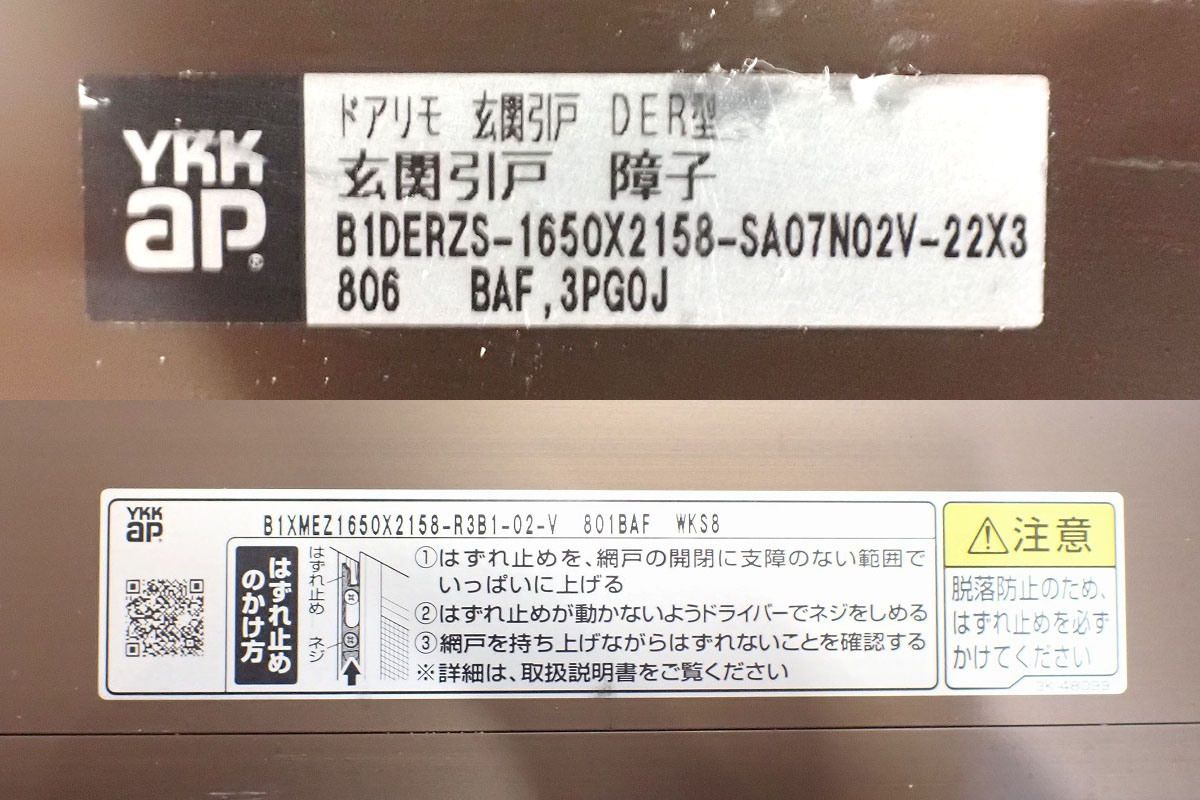 YKK
ap®
ドアリモ 玄関引戸 DER型
玄関引戸 障子
B1DERZS-1650X2158-SA07N02V-22X3
806 BAF,3PG0J
YKK
ap
B1XMEZ1650X2158-R3B1-02-V 801BAF WKS8
はずれ止め
のかけ方
はずれ止め
ネジ
①はずれ止めを、網戸の開閉に支障のない範囲で
いっぱいに上げる
②はずれ止めが動かないようドライバーでネジをしめる
③網戸を持ち上げながらはずれないことを確認する
※詳細は、取扱説明書をご覧ください
注意
脱落防止のため、
はずれ止めを必ず
かけてください
3K-48099